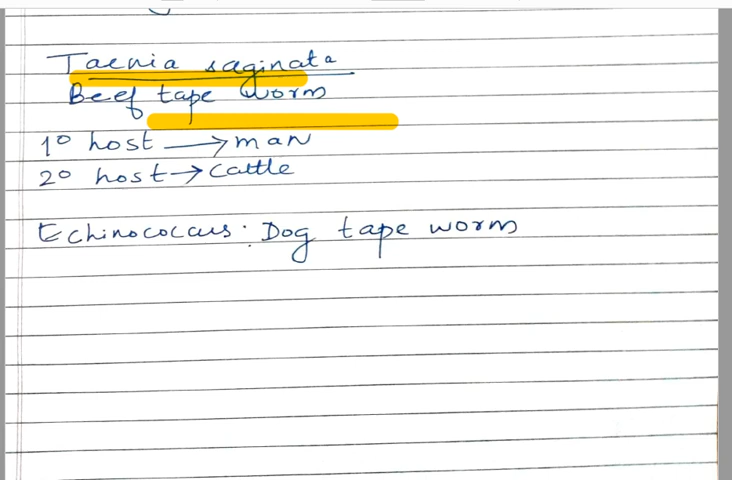 Taenia saginata
Beef tape worm
1° host → man
2° host → cattle
Echinococcus: Dog tape worm